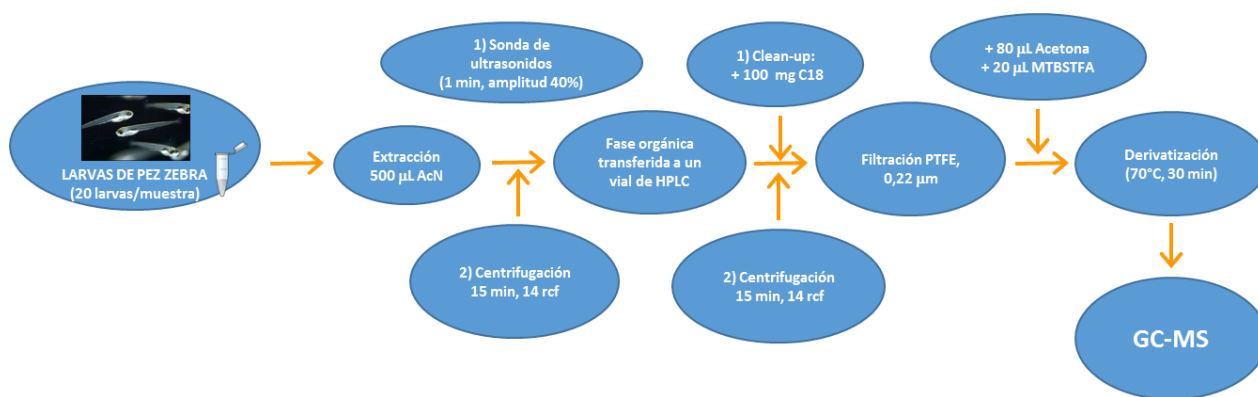 LARVAS DE PEZ ZEBRA
(20 larvas/muestra)
Extracción
500 µL AcN
1) Sonda de
ultrasonidos
(1 min, amplitud 40%)
2) Centrifugación
15 min, 14 rcf
Fase orgánica
transferida a un
vial de HPLC
1) Clean-up:
+ 100 mg C18
2) Centrifugación
15 min, 14 rcf
Filtración PTFE,
0,22 µm
+ 80 µL Acetona
+ 20 µL MTBSTFA
Derivatización
(70°C, 30 min)
GC-MS